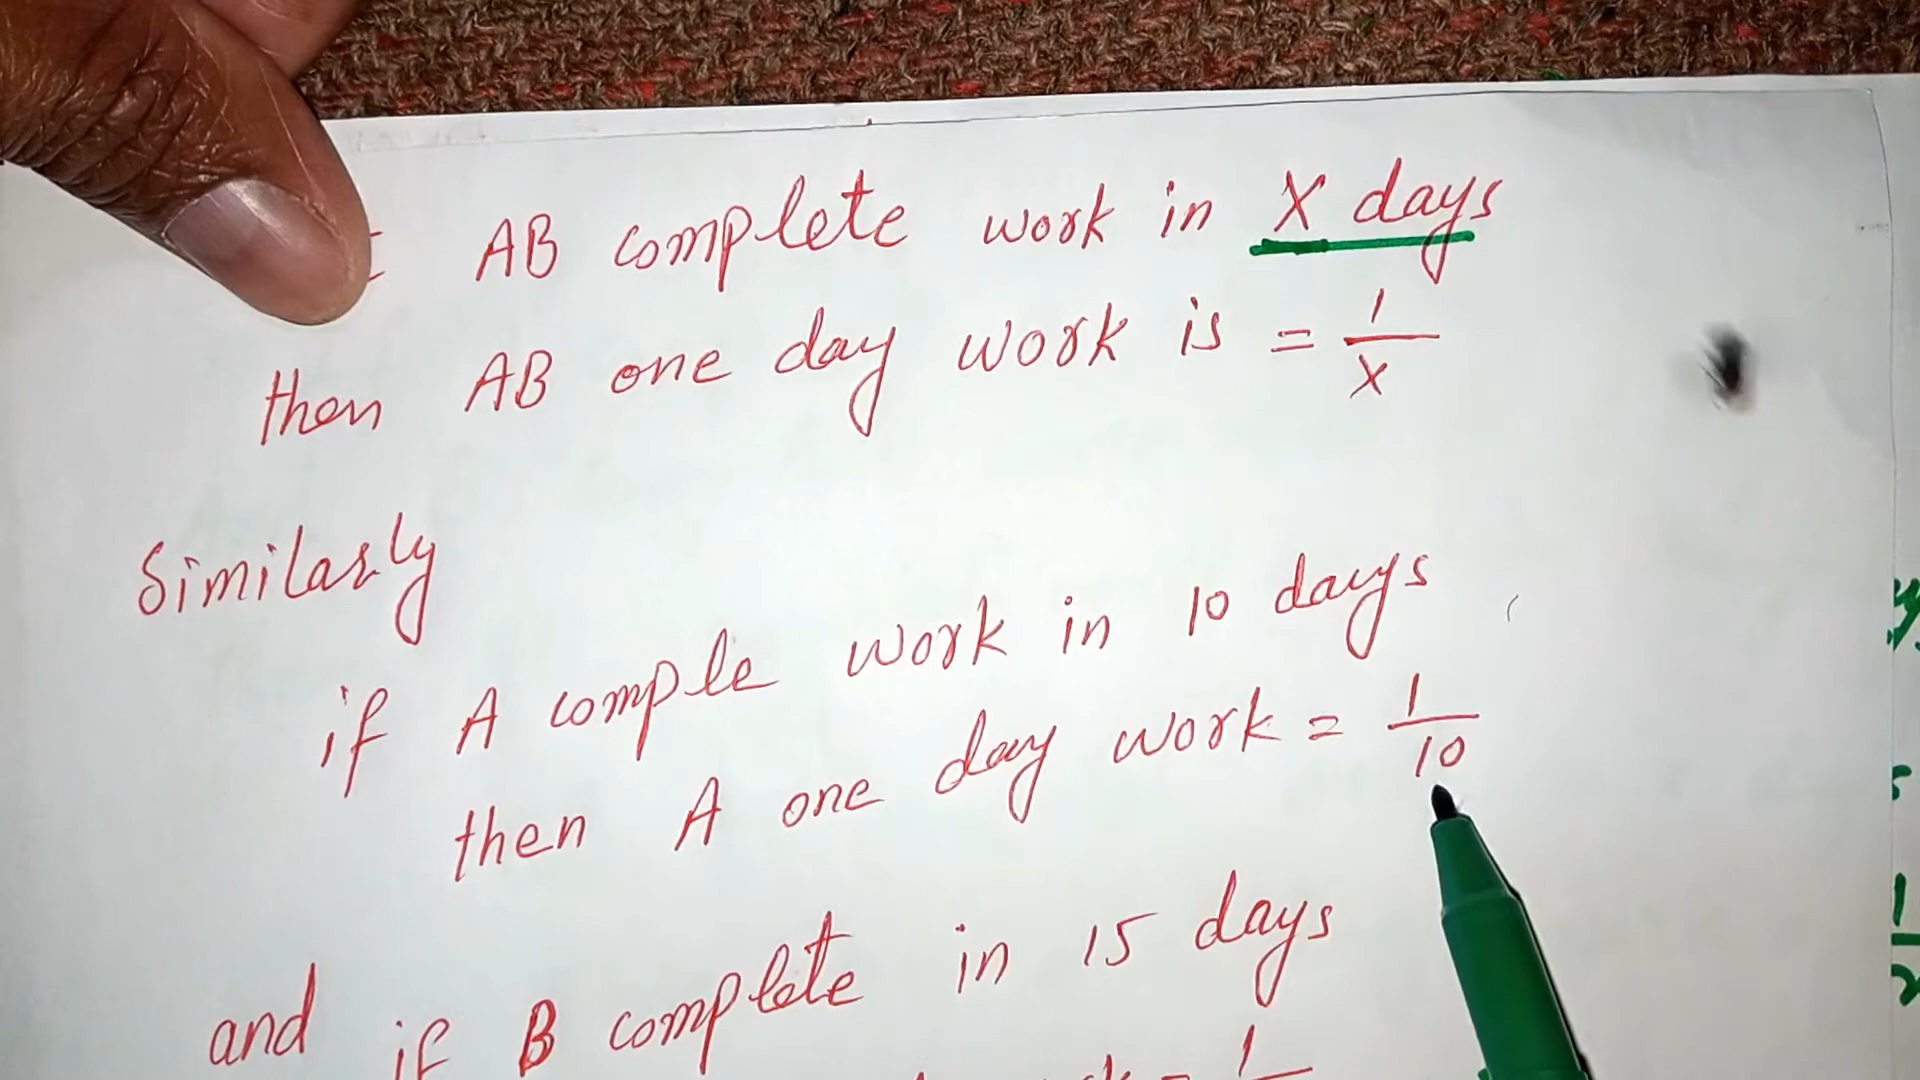 AB complete work in X days
then AB one day work is = 1/X
Similarly
if A comple work in 10 days
then A one day work = 1/10
and if B complete in 15 days